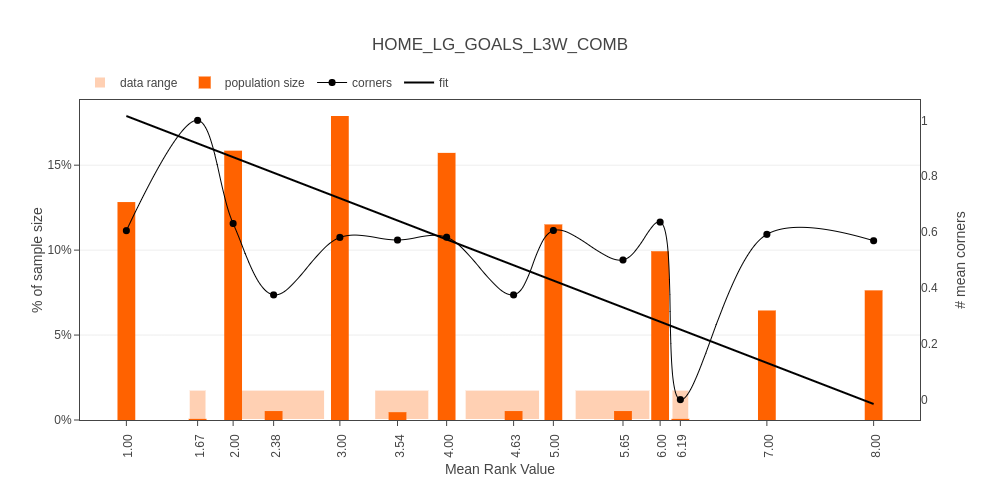 HOME_LG_GOALS_L3W_COMB
data range population size corners fit
15%
10%
5%
0%
% of sample size
1
0.8
0.6
0.4
0.2
0
# mean corners
1.00 1.67 2.00 2.38 3.00 3.54 4.00 4.63 5.00 5.65 6.00 6.19 7.00 8.00
Mean Rank Value